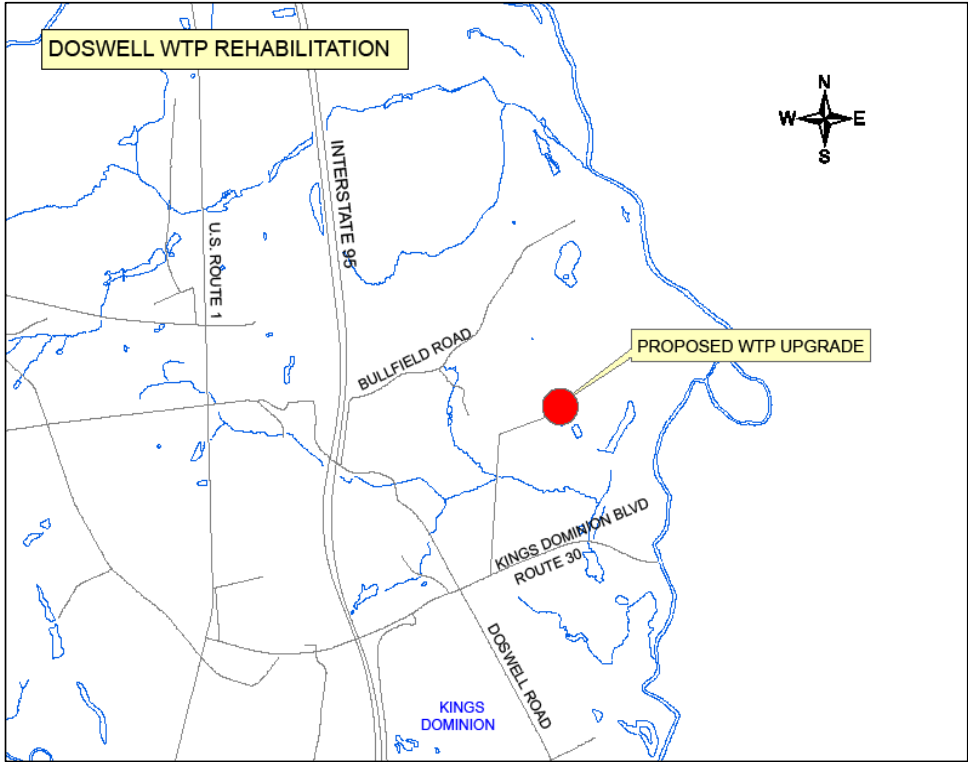 DOSWELL WTP REHABILITATION
N
W E
S
INTERSTATE 95
U.S. ROUTE 1
BULLFIELD ROAD
PROPOSED WTP UPGRADE
KINGS DOMINION BLVD
ROUTE 30
DOSWELL ROAD
KINGS
DOMINION